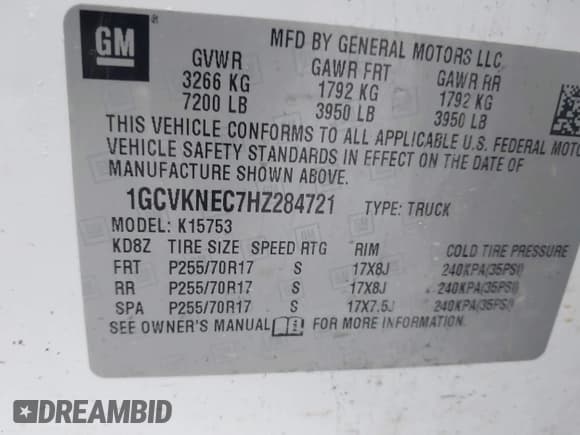 GM ®
MFD BY GENERAL MOTORS LLC
GVWR GAWR FRT GAWR RR
3266 KG 1792 KG 1792 KG
7200 LB 3950 LB 3950 LB
THIS VEHICLE CONFORMS TO ALL APPLICABLE U.S. FEDERAL MOTO
VEHICLE SAFETY STANDARDS IN EFFECT ON THE DATE OF
MANUFACTURE SHOWN ABOVE.
1GCVKNEC7HZ284721 TYPE: TRUCK
MODEL: K15753
KD8Z TIRE SIZE SPEED RTG RIM COLD TIRE PRESSURE
FRT P255/70R17 S 17X8J 240KPA(35PSI)
RR P255/70R17 S 17X8J 240KPA(35PSI)
SPA P255/70R17 S 17X7.5J 240KPA(35PSI)
SEE OWNER'S MANUAL FOR MORE INFORMATION.
DREAMBID